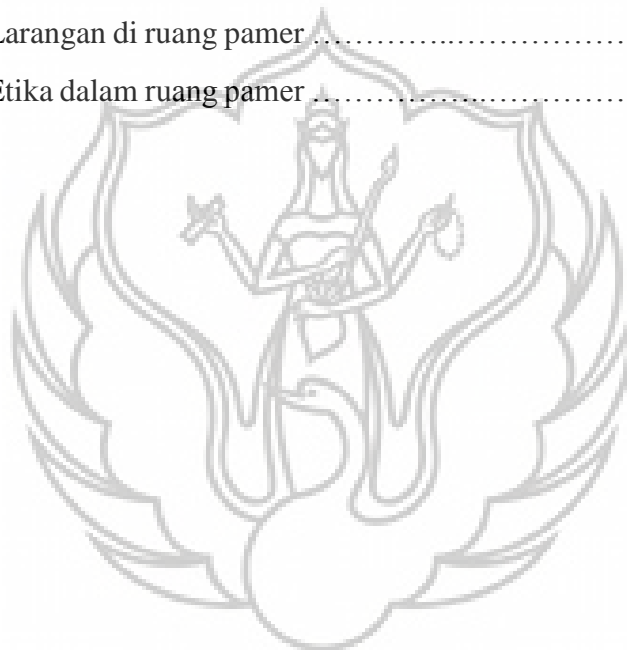 Larangan di ruang pamer ………….……………….
Etika dalam ruang pamer ……………..…………….